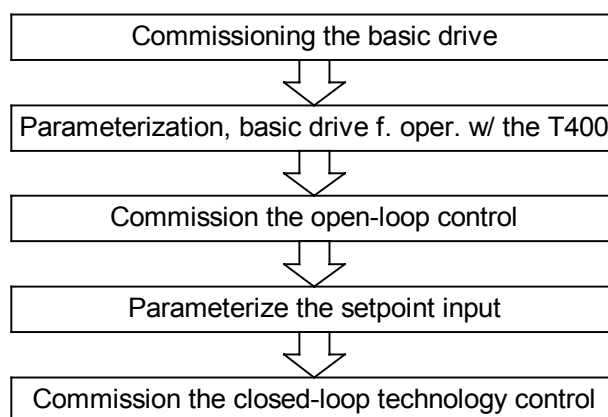 Commissioning the basic drive
Parameterization, basic drive f. oper. w/ the T400
Commission the open-loop control
Parameterize the setpoint input
Commission the closed-loop technology control